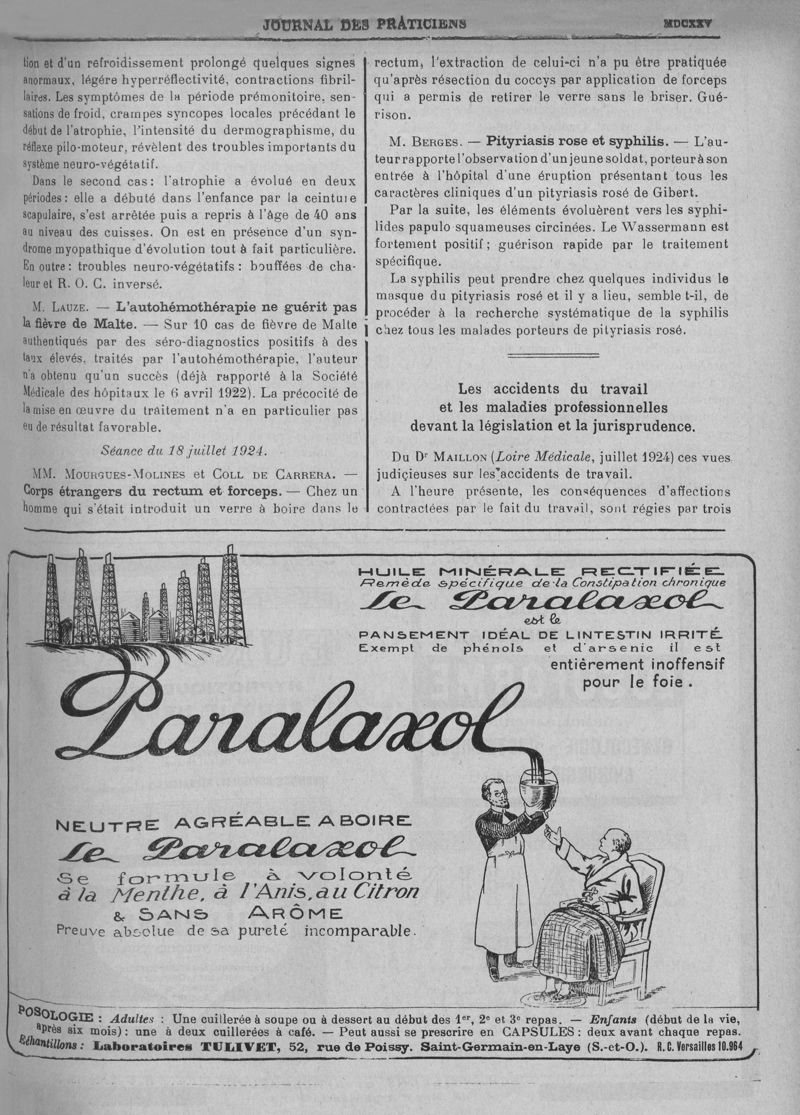 JOURNAL DES PRATICIENS
MDCXXV
tion et d'un refroidissement prolongé quelques signes
anormaux, légére hyperréflectivité, contractions fibril-
laires. Les symptômes de la période prémonitoire, sen-
sations de froid, crampes syncopes locales précédant le
début de l'atrophie, l'intensité du dermographisme, du
réflexe pilo-moteur, révèlent des troubles importants du
système neuro-végétatif.
Dans le second cas : l'atrophie a évolué en deux
périodes : elle a débuté dans l'enfance par la ceinture
scapulaire, s'est arrêtée puis a repris à l'âge de 40 ans
au niveau des cuisses. On est en présence d'un syn-
drome myopathique d'évolution tout à fait particulière.
En outre : troubles neuro-végétatifs : bouffées de cha-
leur et R. O. C. inversé.
M. LAUZE. — L'autohémothérapie ne guérit pas
la fièvre de Malte. — Sur 10 cas de fièvre de Malte
authentiqués par des séro-diagnostics positifs à des
taux élevés, traités par l'autohémothérapie, l'auteur
n'a obtenu qu'un succès (déjà rapporté à la Société
Médicale des hôpitaux le 6 avril 1922). La précocité de
la mise en œuvre du traitement n'a en particulier pas
eu de résultat favorable.
Séance du 18 juillet 1924.
MM. MOURGUES-MOLINES et COLL DE CARRERA. —
Corps étrangers du rectum et forceps. — Chez un
homme qui s'était introduit un verre à boire dans le
rectum, l'extraction de celui-ci n'a pu être pratiquée
qu'après résection du coccys par application de forceps
qui a permis de retirer le verre sans le briser. Gué-
rison.
M. BERGES. — Pityriasis rose et syphilis. — L'au-
teur rapporte l'observation d'un jeune soldat, porteur à son
entrée à l'hôpital d'une éruption présentant tous les
caractères cliniques d'un pityriasis rosé de Gibert.
Par la suite, les éléments évoluèrent vers les syphi-
lides papulo squameuses circinées. Le Wassermann est
fortement positif ; guérison rapide par le traitement
spécifique.
La syphilis peut prendre chez quelques individus le
masque du pityriasis rosé et il y a lieu, semble t-il, de
procéder à la recherche systématique de la syphilis
chez tous les malades porteurs de pityriasis rosé.
Les accidents du travail
et les maladies professionnelles
devant la législation et la jurisprudence.
Du Dr MAILLON (Loire Médicale, juillet 1924) ces vues
judiçieuses sur les accidents de travail.
A l'heure présente, les conséquences d'affections
contractées par le fait du travail, sont régies par trois
HUILE MINÉRALE RECTIFIÉE
Remède spécifique de la Constipation chronique
Le Paralaxol
est le
PANSEMENT IDÉAL DE L'INTESTIN IRRITÉ
Exempt de phénols et d'arsenic il est
entièrement inoffensif
pour le foie.
Paralaxol
NEUTRE AGRÉABLE A BOIRE
Le Paralaxol
Se formule à volonté
à la Menthe, à l'Anis, au Citron
& SANS ARÔME
Preuve absolue de sa pureté incomparable.
POSOLOGIE : Adultes : Une cuillerée à soupe ou à dessert au début des 1er, 2e et 3e repas. — Enfants (début de la vie,
après six mois) : une à deux cuillerées à café. — Peut aussi se prescrire en CAPSULES : deux avant chaque repas.
Échantillons : Laboratoires TULIVET, 52, rue de Poissy. Saint-Germain-en-Laye (S.-et-O.). R.C. Versailles 10.964